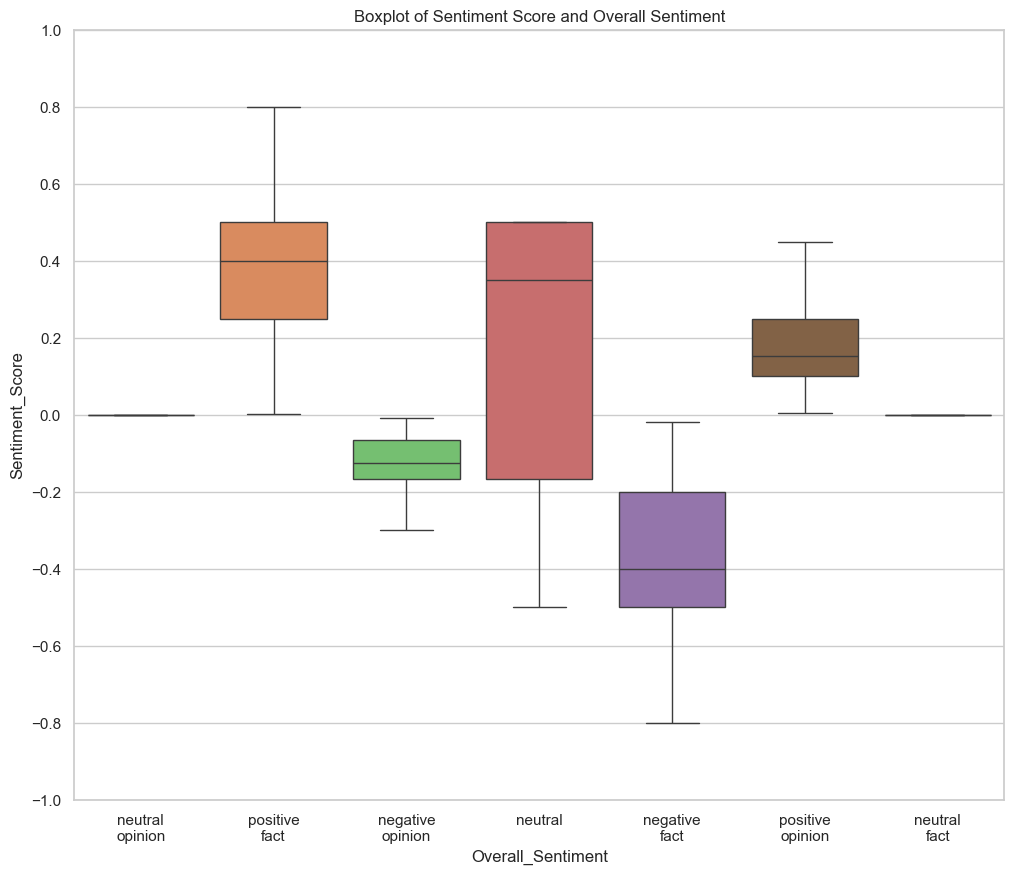 Boxplot of Sentiment Score and Overall Sentiment
1.0
0.8
0.6
0.4
0.2
0.0
−0.2
−0.4
−0.6
−0.8
−1.0
Sentiment_Score
neutral
opinion
positive
fact
negative
opinion
neutral
negative
fact
positive
opinion
neutral
fact
Overall_Sentiment